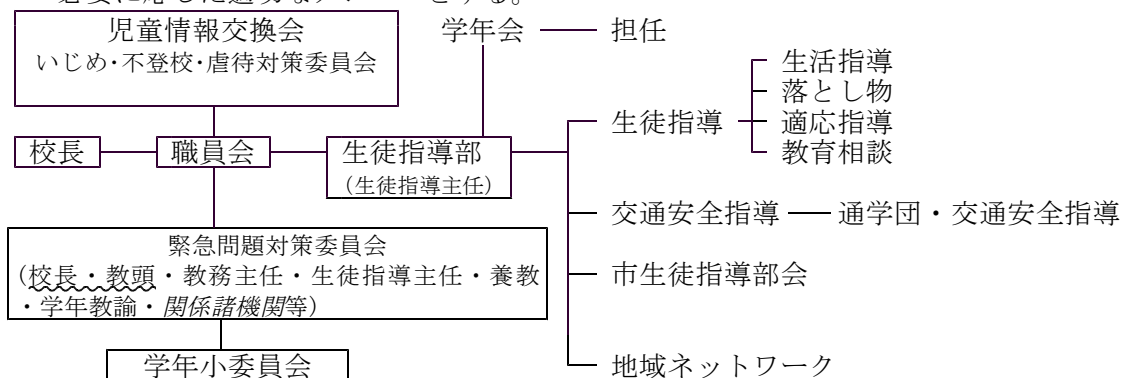 児童情報交換会
いじめ・不登校・虐待対策委員会
学年会
担任
生活指導
落とし物
適応指導
教育相談
生徒指導
校長
職員会
生徒指導部
(生徒指導主任)
交通安全指導
通学団・交通安全指導
緊急問題対策委員会
(校長・教頭・教務主任・生徒指導主任・養教
・学年教諭・関係諸機関等)
市生徒指導部会
学年小委員会
地域ネットワーク